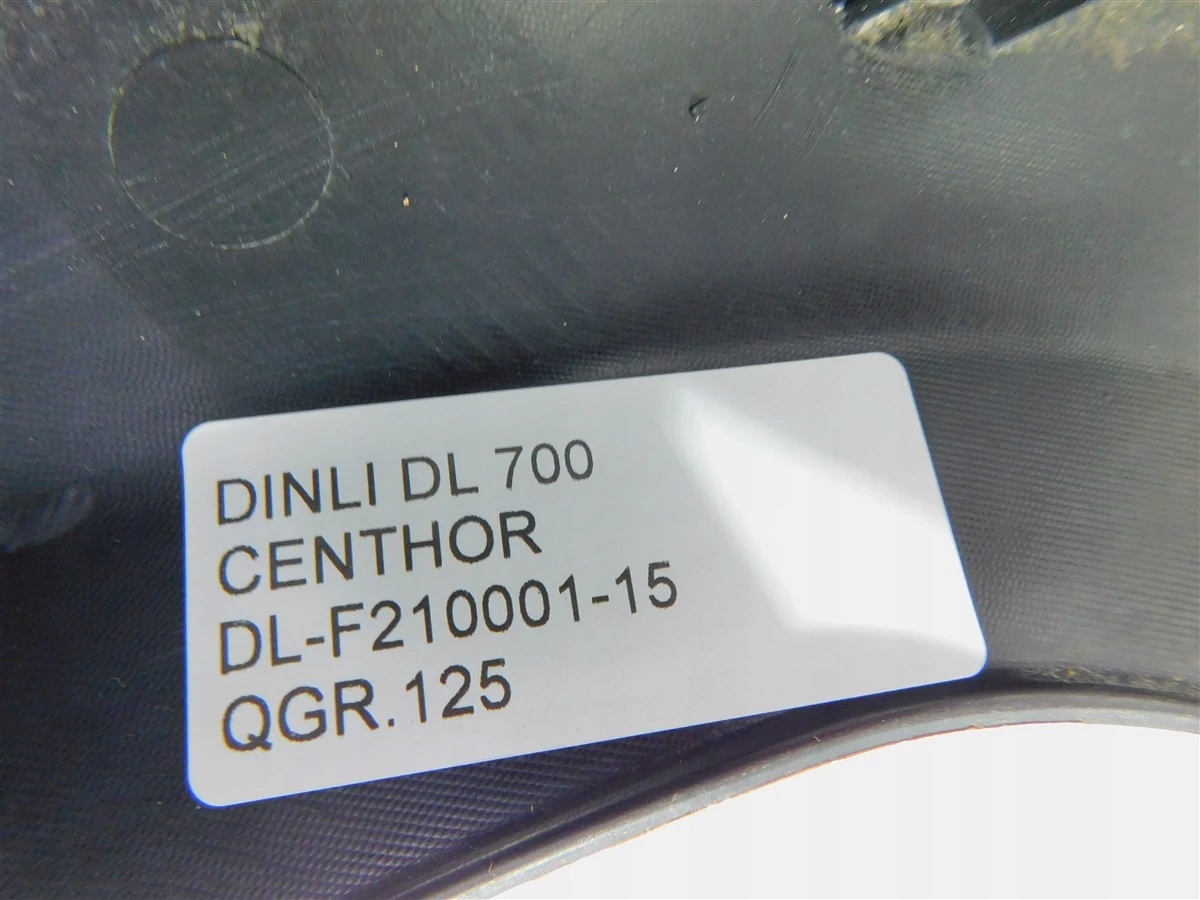 DINLI DL 700
CENTHOR
DL-F210001-15
QGR.125